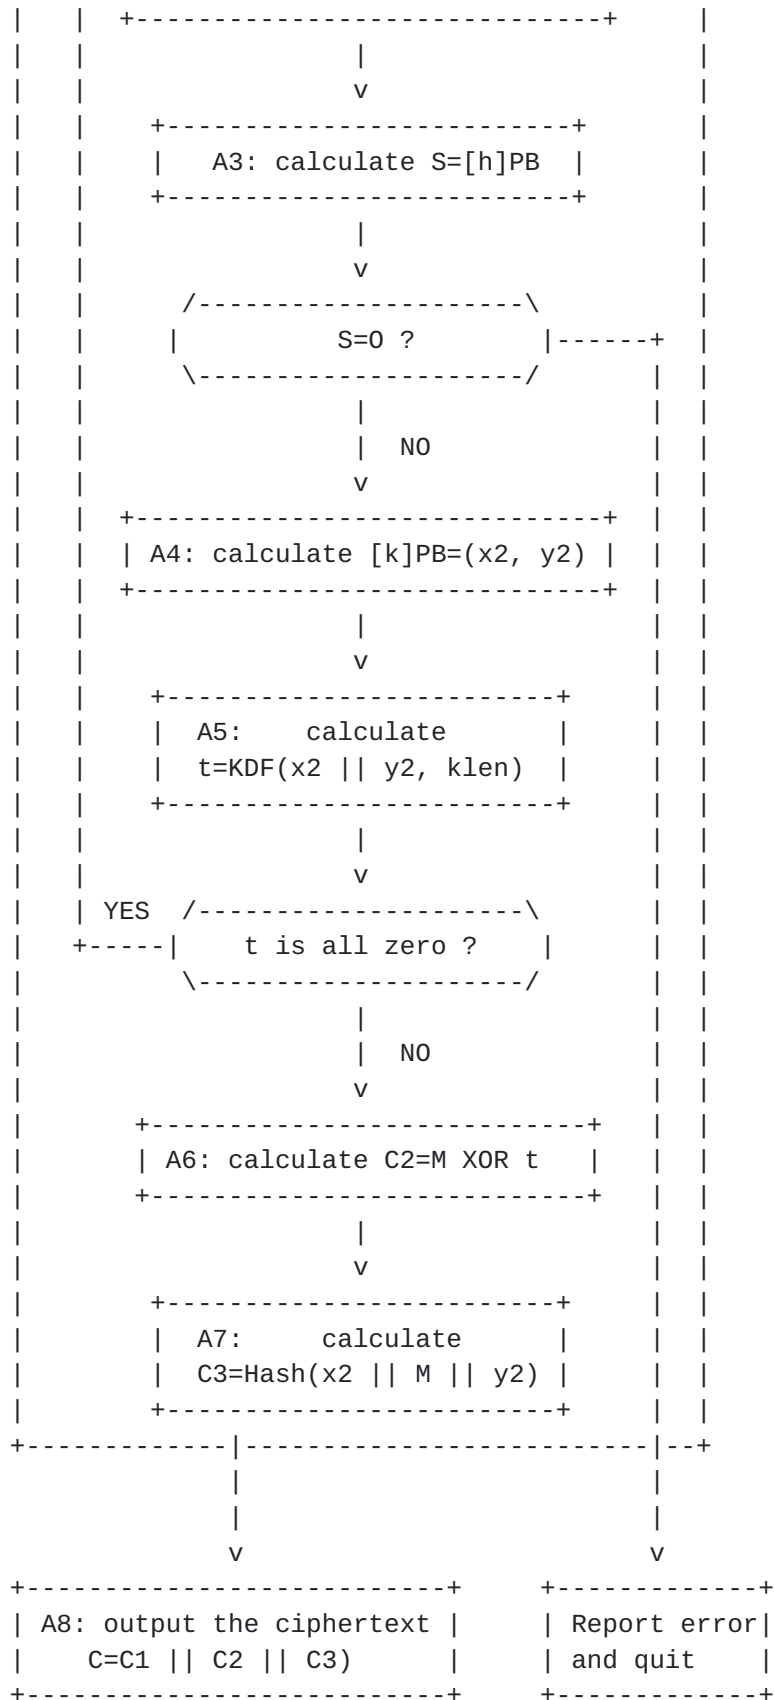 A3: calculate S=[h]PB
S=O ?
NO
A4: calculate [k]PB=(x2, y2)
A5: calculate
t=KDF(x2 || y2, klen)
YES
t is all zero ?
NO
A6: calculate C2=M XOR t
A7: calculate
C3=Hash(x2 || M || y2)
A8: output the ciphertext
C=C1 || C2 || C3)
Report error
and quit